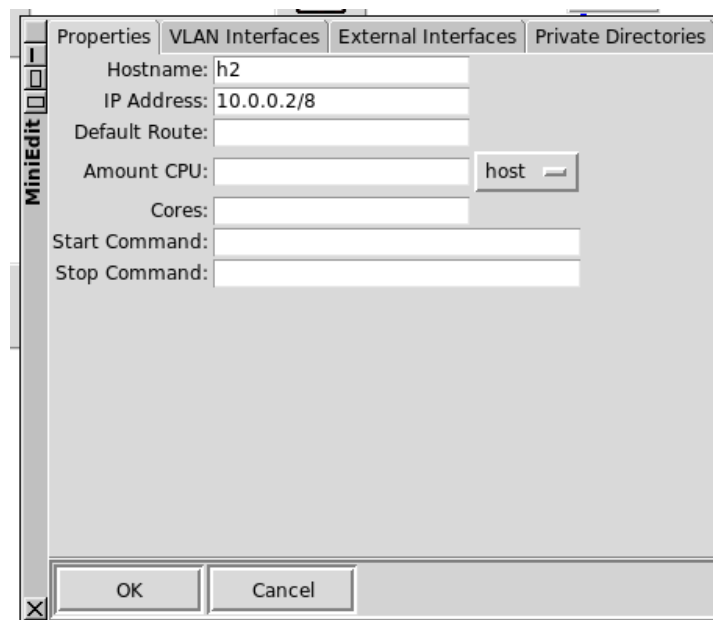 MiniEdit
Properties VLAN Interfaces External Interfaces Private Directories
Hostname: h2
IP Address: 10.0.0.2/8
Default Route:
Amount CPU: host
Cores:
Start Command:
Stop Command:
OK Cancel